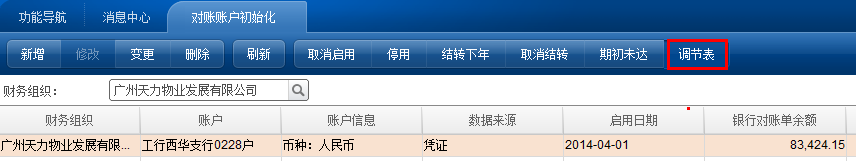 功能导航 消息中心 对账账户初始化
新增 修改 变更 删除 刷新 取消启用 停用 结转下年 取消结转 期初未达 调节表
财务组织： 广州天力物业发展有限公司
财务组织 账户 账户信息 数据来源 启用日期 银行对账单余额
广州天力物业发展有限... 工行西华支行0228户 币种：人民币 凭证 2014-04-01 83,424.15